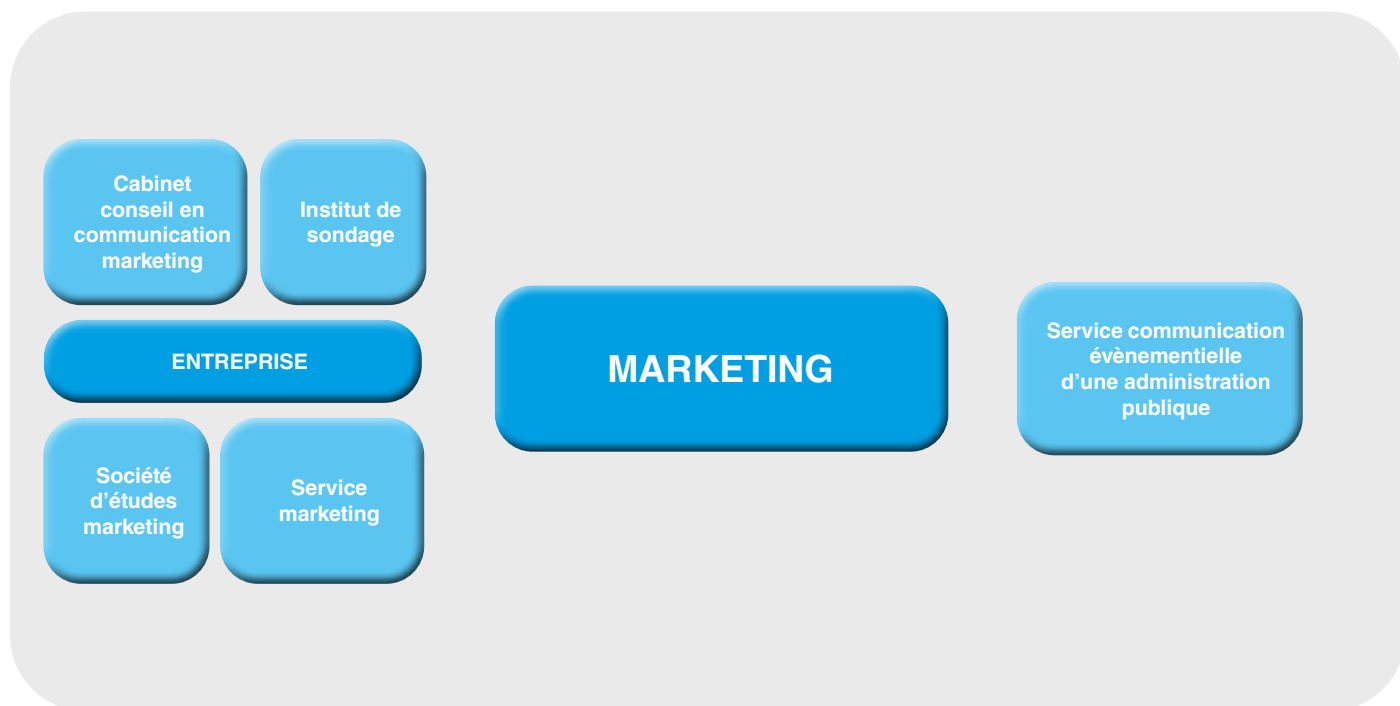 Cabinet
conseil en
communication
marketing
Institut de
sondage
ENTREPRISE
Société
d’études
marketing
Service
marketing
MARKETING
Service communication
évènementielle
d’une administration
publique